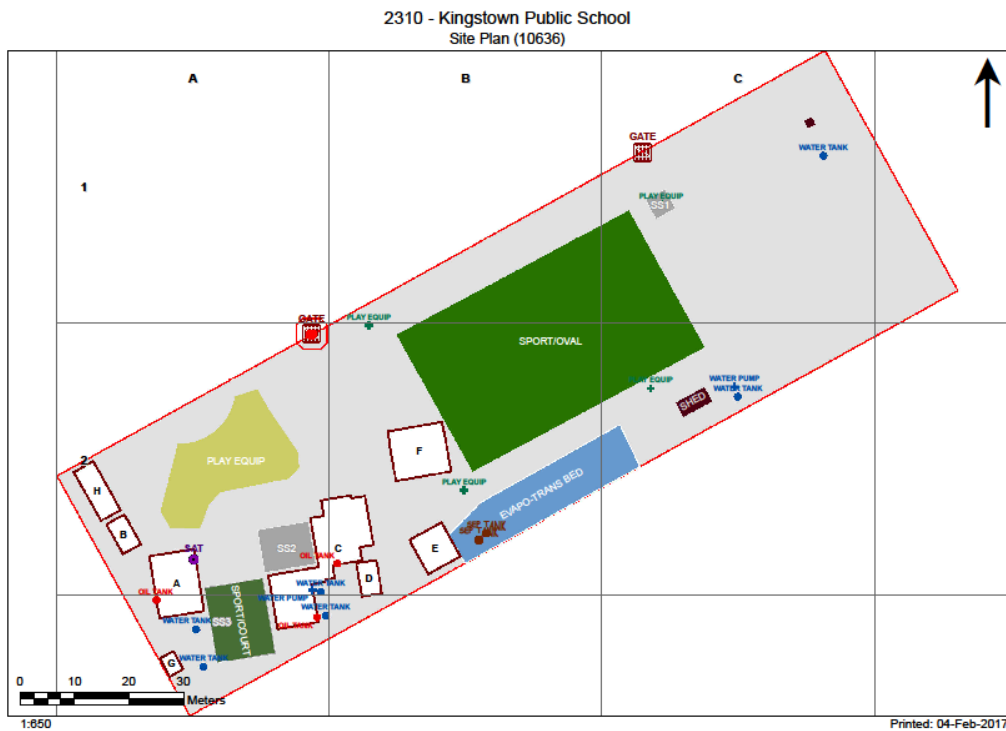 2310 - Kingstown Public School
Site Plan (10636)
A
B
C
1
GATE
WATER TANK
PLAY EQUIP
SS1
GATE
PLAY EQUIP
SPORT/OVAL
PLAY EQUIP
WATER PUMP
WATER TANK
SHED
2
PLAY EQUIP
F
H
PLAY EQUIP
EVAPO-TRANS BED
B
SEP TANK
SEP TANK
SAT
SS2
C
E
OIL TANK
A
D
OIL TANK
WATER TANK
WATER PUMP
SPORT/COURT
WATER TANK
SS3
WATER TANK
OIL TANK
G
WATER TANK
0 10 20 30
Meters
1:650
Printed: 04-Feb-2017